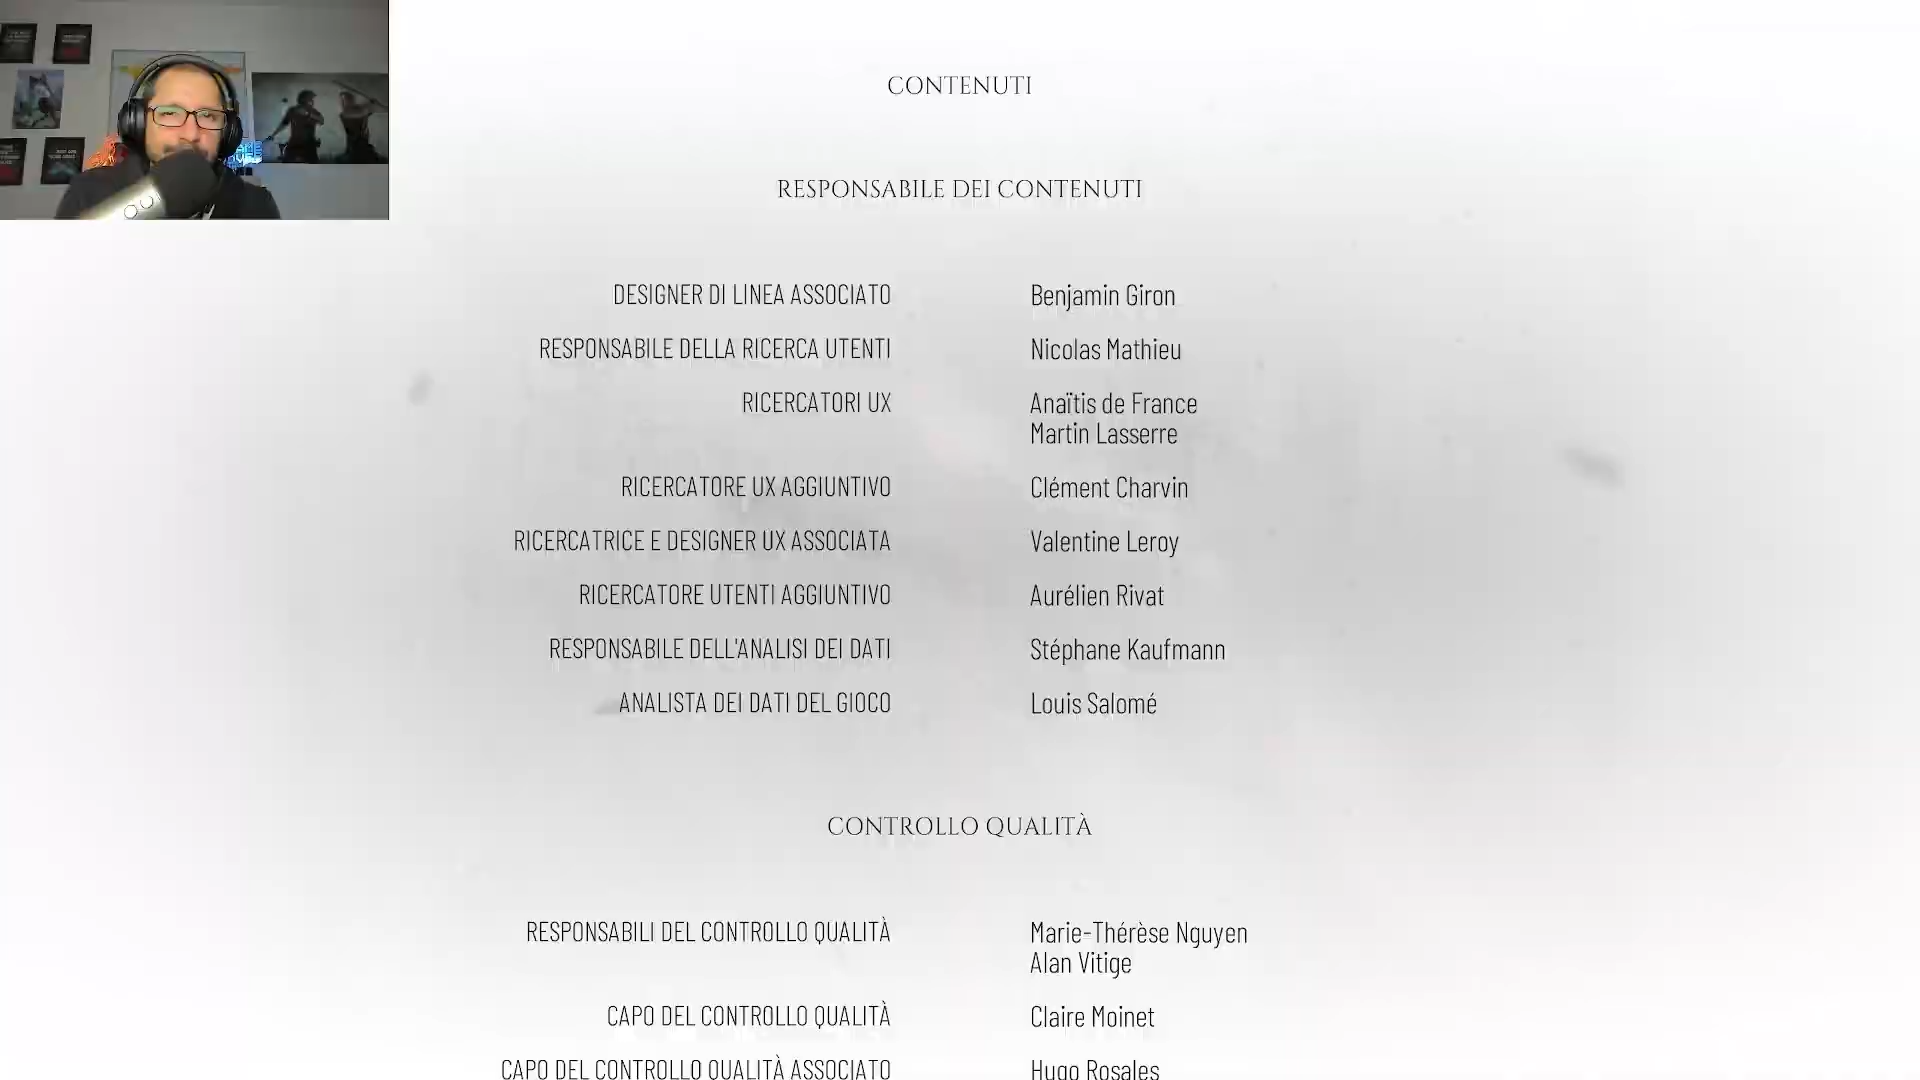 CONTENUTI
RESPONSABILE DEI CONTENUTI
DESIGNER DI LINEA ASSOCIATO Benjamin Giron
RESPONSABILE DELLA RICERCA UTENTI Nicolas Mathieu
RICERCATORI UX Anaïtis de France
Martin Lasserre
RICERCATORE UX AGGIUNTIVO Clément Charvin
RICERCATRICE E DESIGNER UX ASSOCIATA Valentine Leroy
RICERCATORE UTENTI AGGIUNTIVO Aurélien Rivat
RESPONSABILE DELL'ANALISI DEI DATI Stéphane Kaufmann
ANALISTA DEI DATI DEL GIOCO Louis Salomé
CONTROLLO QUALITÀ
RESPONSABILI DEL CONTROLLO QUALITÀ Marie-Thérèse Nguyen
Alan Vitige
CAPO DEL CONTROLLO QUALITÀ Claire Moinet
CAPO DEL CONTROLLO QUALITÀ ASSOCIATO Hugo Rosales